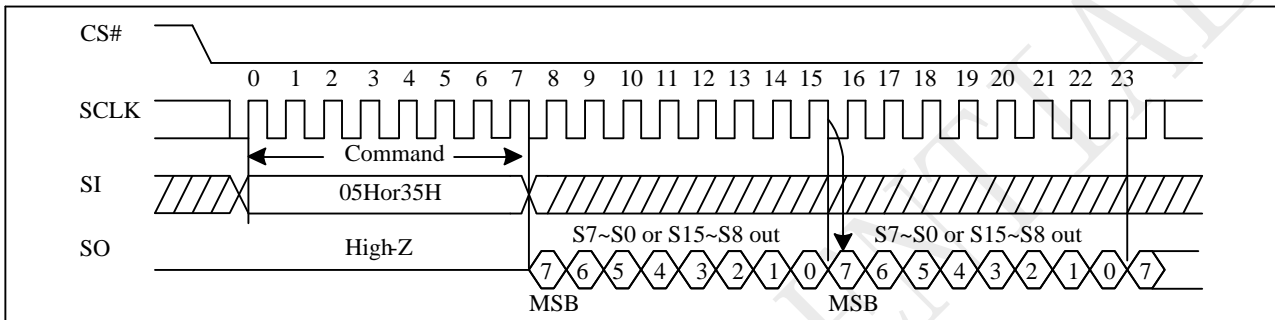 CS#
0 1 2 3 4 5 6 7 8 9 10 11 12 13 14 15 16 17 18 19 20 21 22 23
SCLK
Command
SI
05Hor35H
SO
High-Z
S7~S0 or S15~S8 out
S7~S0 or S15~S8 out
7 6 5 4 3 2 1 0 7 6 5 4 3 2 1 0 7
MSB
MSB